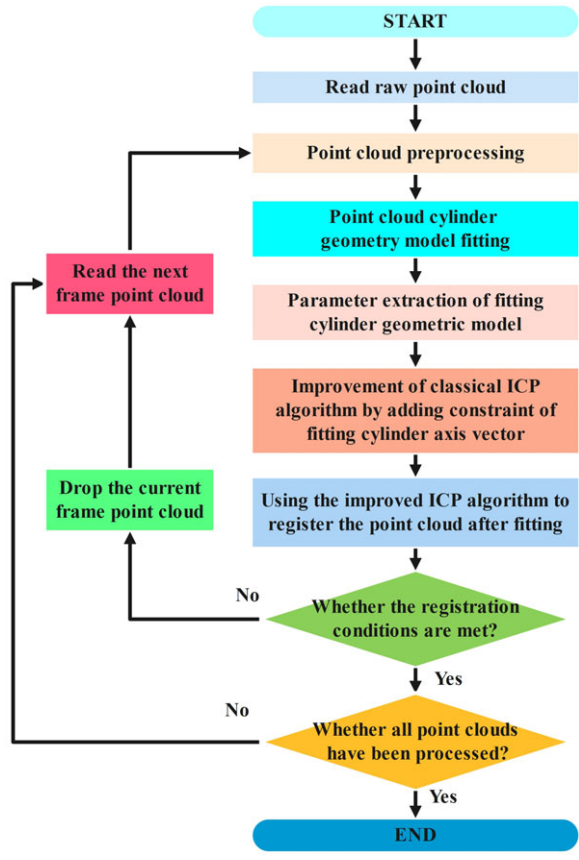 START
Read raw point cloud
Point cloud preprocessing
Point cloud cylinder
geometry model fitting
Read the next
frame point cloud
Parameter extraction of fitting
cylinder geometric model
Improvement of classical ICP
algorithm by adding constraint of
fitting cylinder axis vector
Drop the current
frame point cloud
Using the improved ICP algorithm to
register the point cloud after fitting
No
Whether the registration
conditions are met?
Yes
No
Whether all point clouds
have been processed?
Yes
END